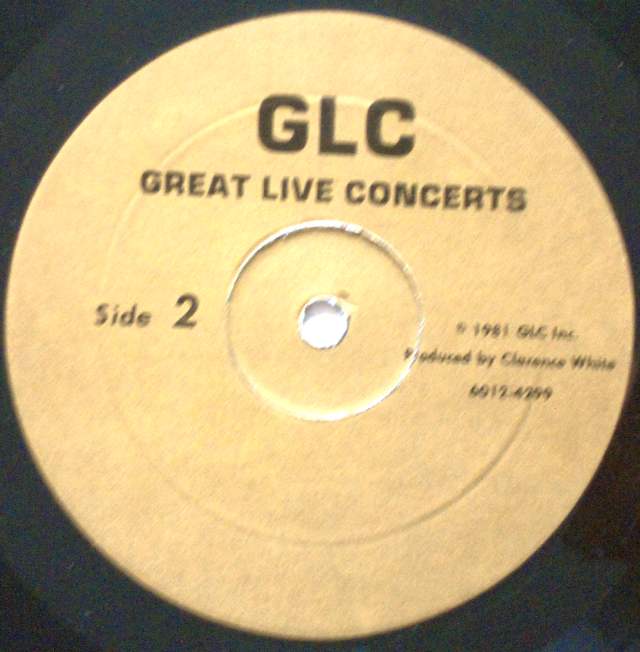 GLC
GREAT LIVE CONCERTS
Side 2
℗ 1981 GLC Inc.
Produced by Clarence White
6012-4299